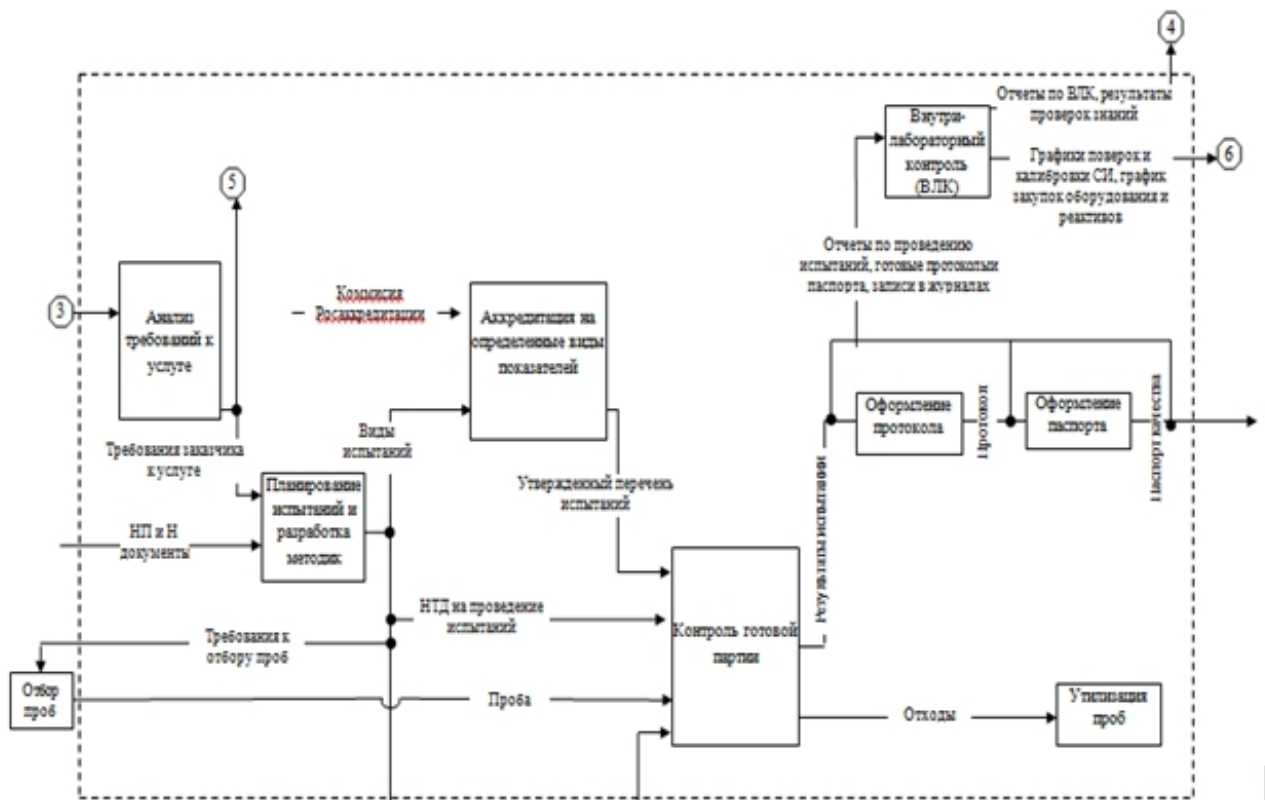 4
Отчеты по ВЛК, результаты
проверок знаний
Внутри-
лабораторный
контроль
(ВЛК)
Графики поверок и
калибровки СИ, график
закупок оборудования и
реактивов
6
5
Отчеты по проведению
испытаний, готовые протоколыи
паспорта, записи в журналах
3
Анализ
требований к
услуге
Коммисия
Росаккредитации
Аккредитация на
определенные виды
показателей
Оформление
протокола
Протокол
Оформление
паспорта
Паспорт качества
Требования заказчика
к услуге
Виды
испытаний
Утвержденный перечень
испытаний
Планирование
испытаний и
разработка
методик
НП и Н
документы
Результаты испытании
НТД на проведение
испытаний
Контроль готовой
партии
Требования к
отбору проб
Отбор
проб
Проба
Отходы
Утилизация
проб